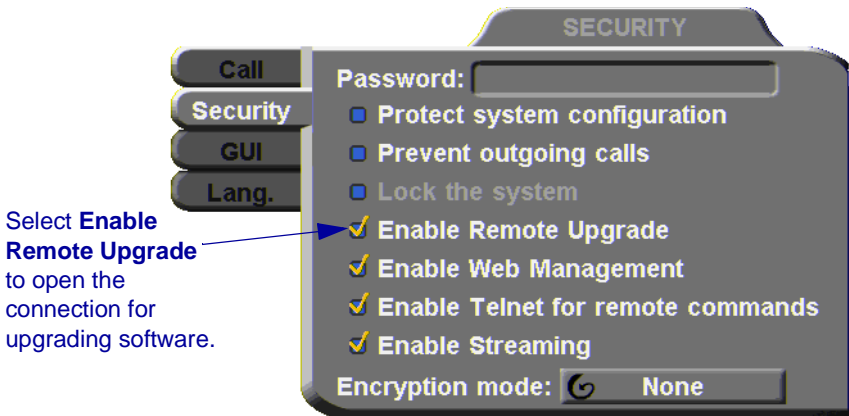 SECURITY
Call
Security
GUI
Lang.
Password:
Protect system configuration
Prevent outgoing calls
Lock the system
Enable Remote Upgrade
Enable Web Management
Enable Telnet for remote commands
Enable Streaming
Encryption mode: None
Select Enable
Remote Upgrade
to open the
connection for
upgrading software.